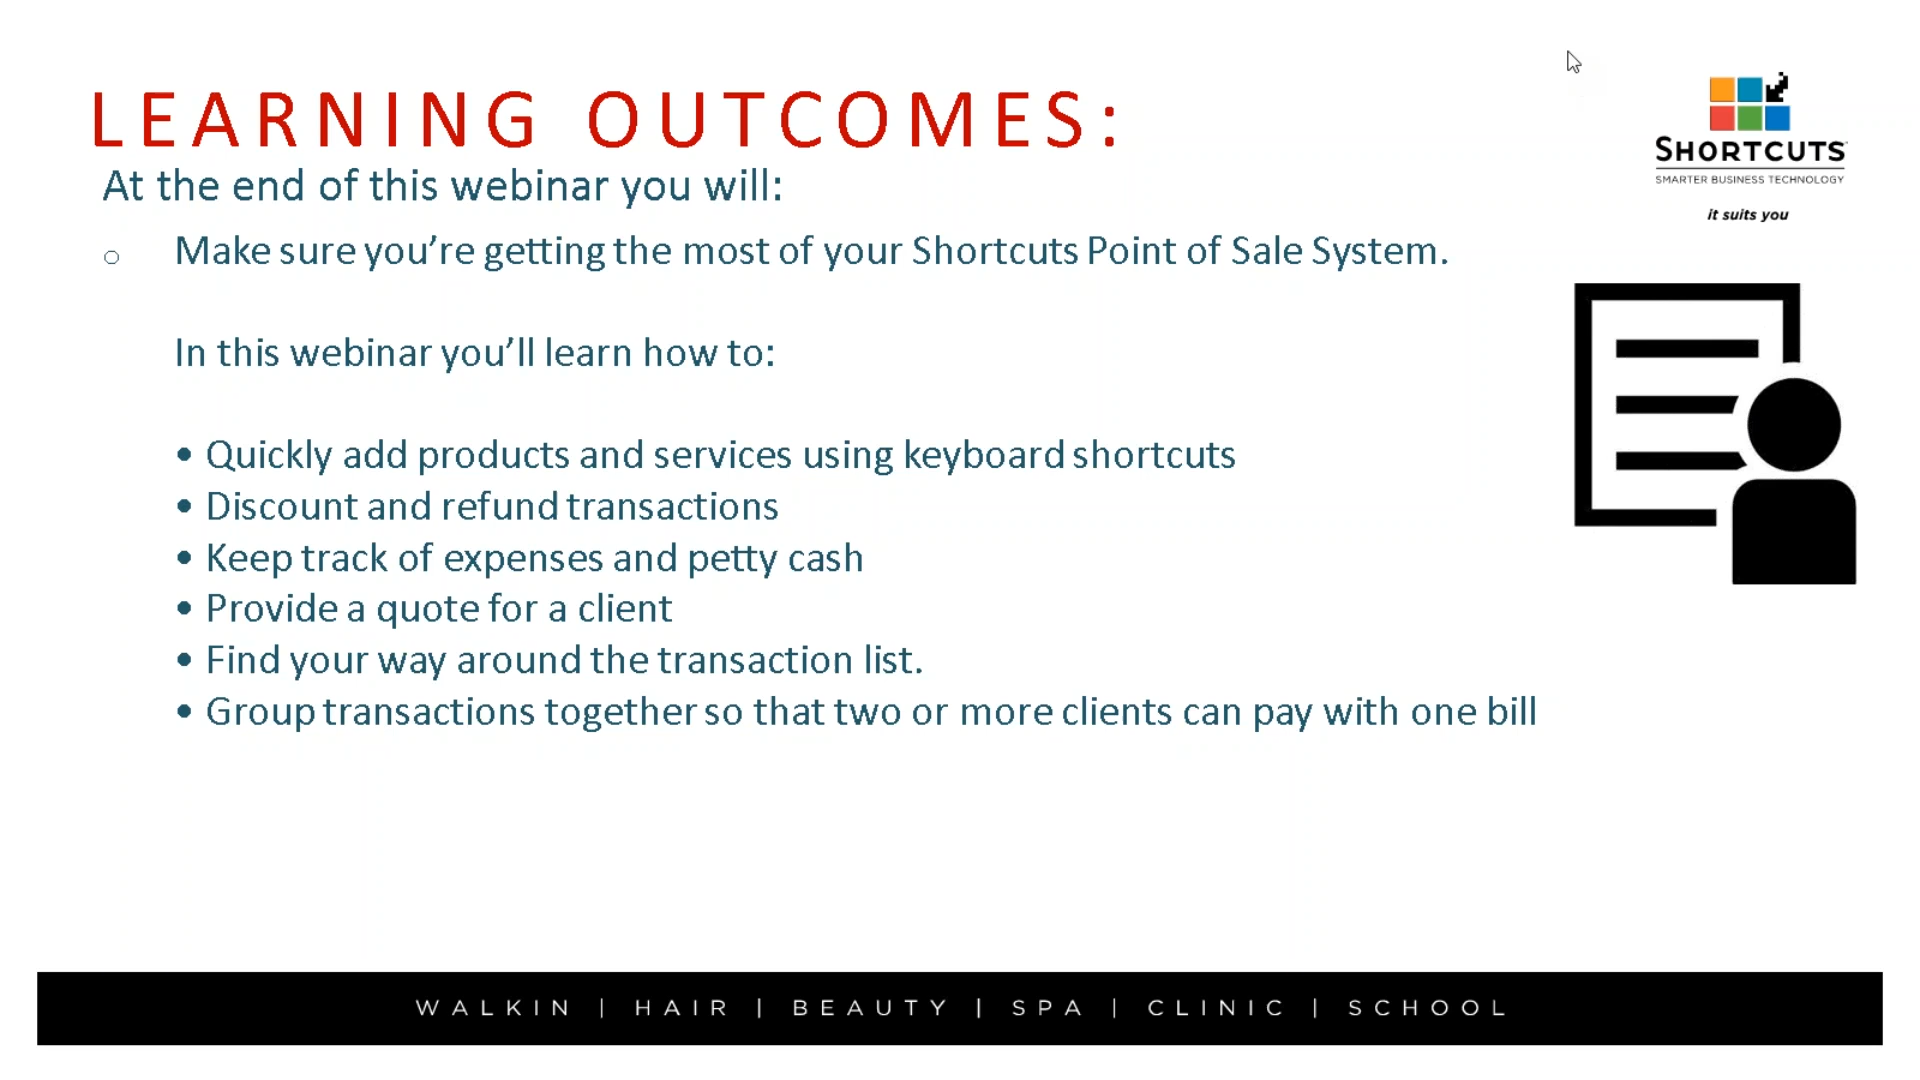 LEARNING OUTCOMES:
At the end of this webinar you will:
o Make sure you’re getting the most of your Shortcuts Point of Sale System.
In this webinar you’ll learn how to:
• Quickly add products and services using keyboard shortcuts
• Discount and refund transactions
• Keep track of expenses and petty cash
• Provide a quote for a client
• Find your way around the transaction list.
• Group transactions together so that two or more clients can pay with one bill
SHORTCUTS
SMARTER BUSINESS TECHNOLOGY
it suits you
WALKIN | HAIR | BEAUTY | SPA | CLINIC | SCHOOL